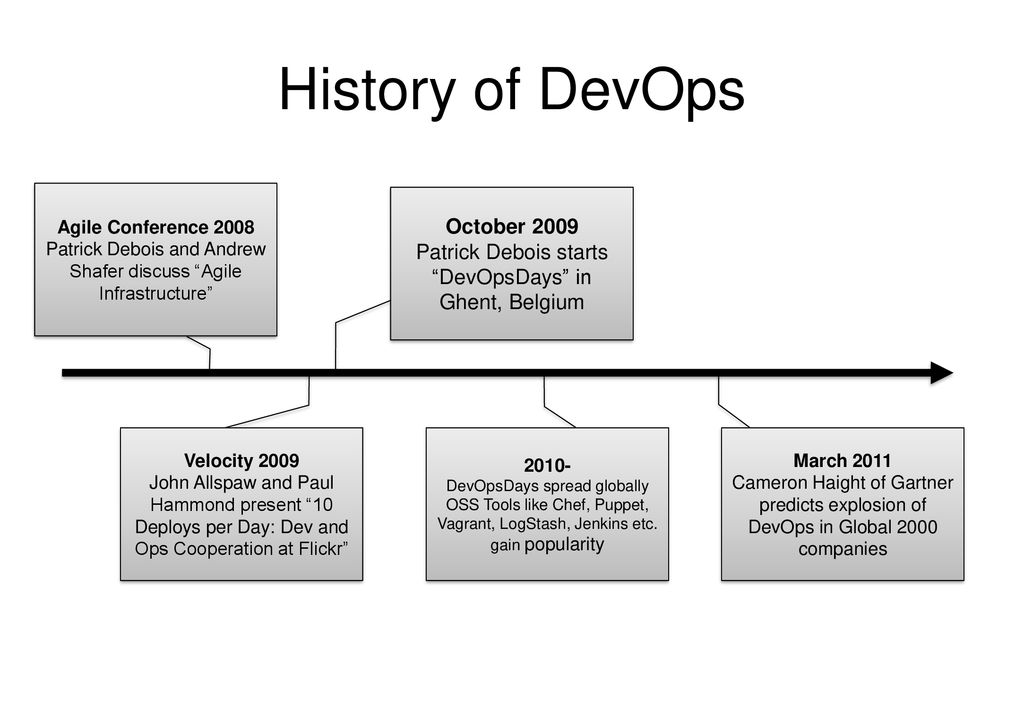 History of DevOps
Agile Conference 2008
Patrick Debois and Andrew
Shafer discuss “Agile
Infrastructure”
October 2009
Patrick Debois starts
“DevOpsDays” in
Ghent, Belgium
Velocity 2009
John Allspaw and Paul
Hammond present “10
Deploys per Day: Dev and
Ops Cooperation at Flickr”
2010-
DevOpsDays spread globally
OSS Tools like Chef, Puppet,
Vagrant, LogStash, Jenkins etc.
gain popularity
March 2011
Cameron Haight of Gartner
predicts explosion of
DevOps in Global 2000
companies